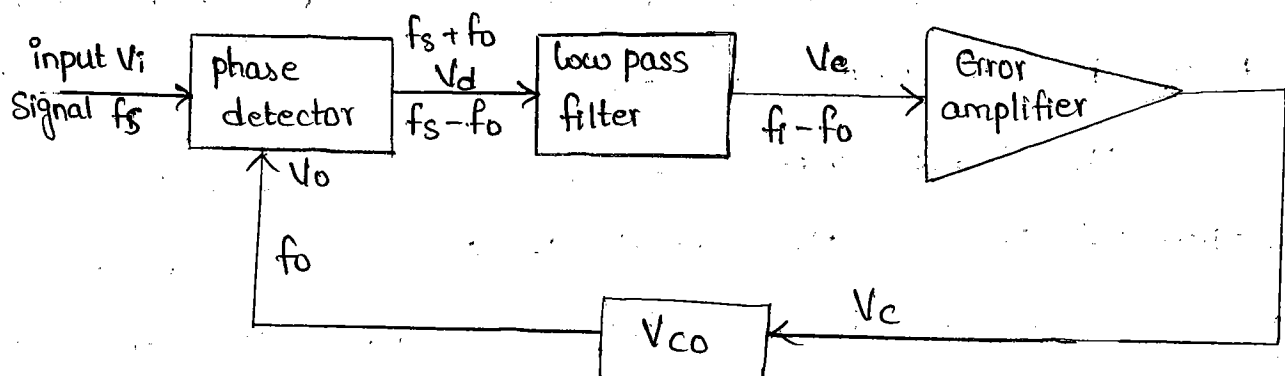 input Vi
Signal fs
phase
detector
fs + fo
Vd
fs - fo
low pass
filter
Ve
fi - fo
Error
amplifier
Vo
fo
VCO
Vc